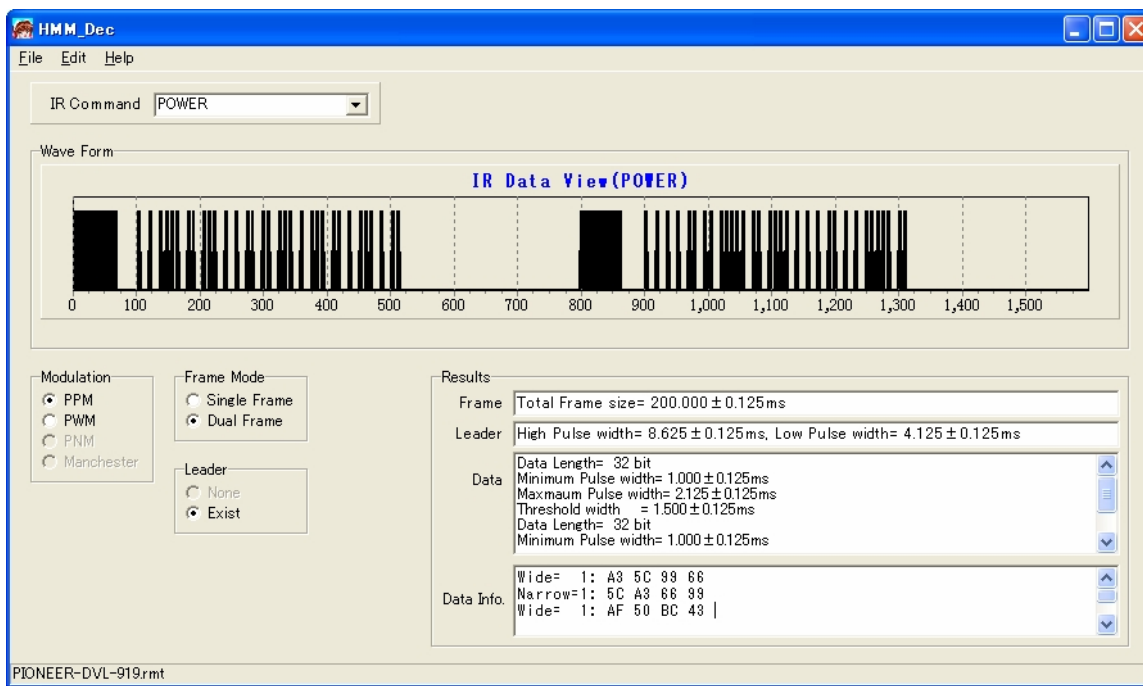 HMM_Dec
File Edit Help
IR Command POWER
Wave Form
IR Data View(POWER)
0 100 200 300 400 500 600 700 800 900 1,000 1,100 1,200 1,300 1,400 1,500
Modulation
PPM
PWM
PNM
Manchester
Frame Mode
Single Frame
Dual Frame
Leader
None
Exist
Results
Frame Total Frame size= 200.000±0.125ms
Leader High Pulse width= 8.625±0.125ms, Low Pulse width= 4.125±0.125ms
Data
Data Length= 32 bit
Minimum Pulse width= 1.000±0.125ms
Maxmaum Pulse width= 2.125±0.125ms
Threshold width = 1.500±0.125ms
Data Length= 32 bit
Minimum Pulse width= 1.000±0.125ms
Data Info.
Wide= 1: A3 5C 99 66
Narrow=1: 5C A3 66 99
Wide= 1: AF 50 BC 43
PIONEER-DVL-919.rmt